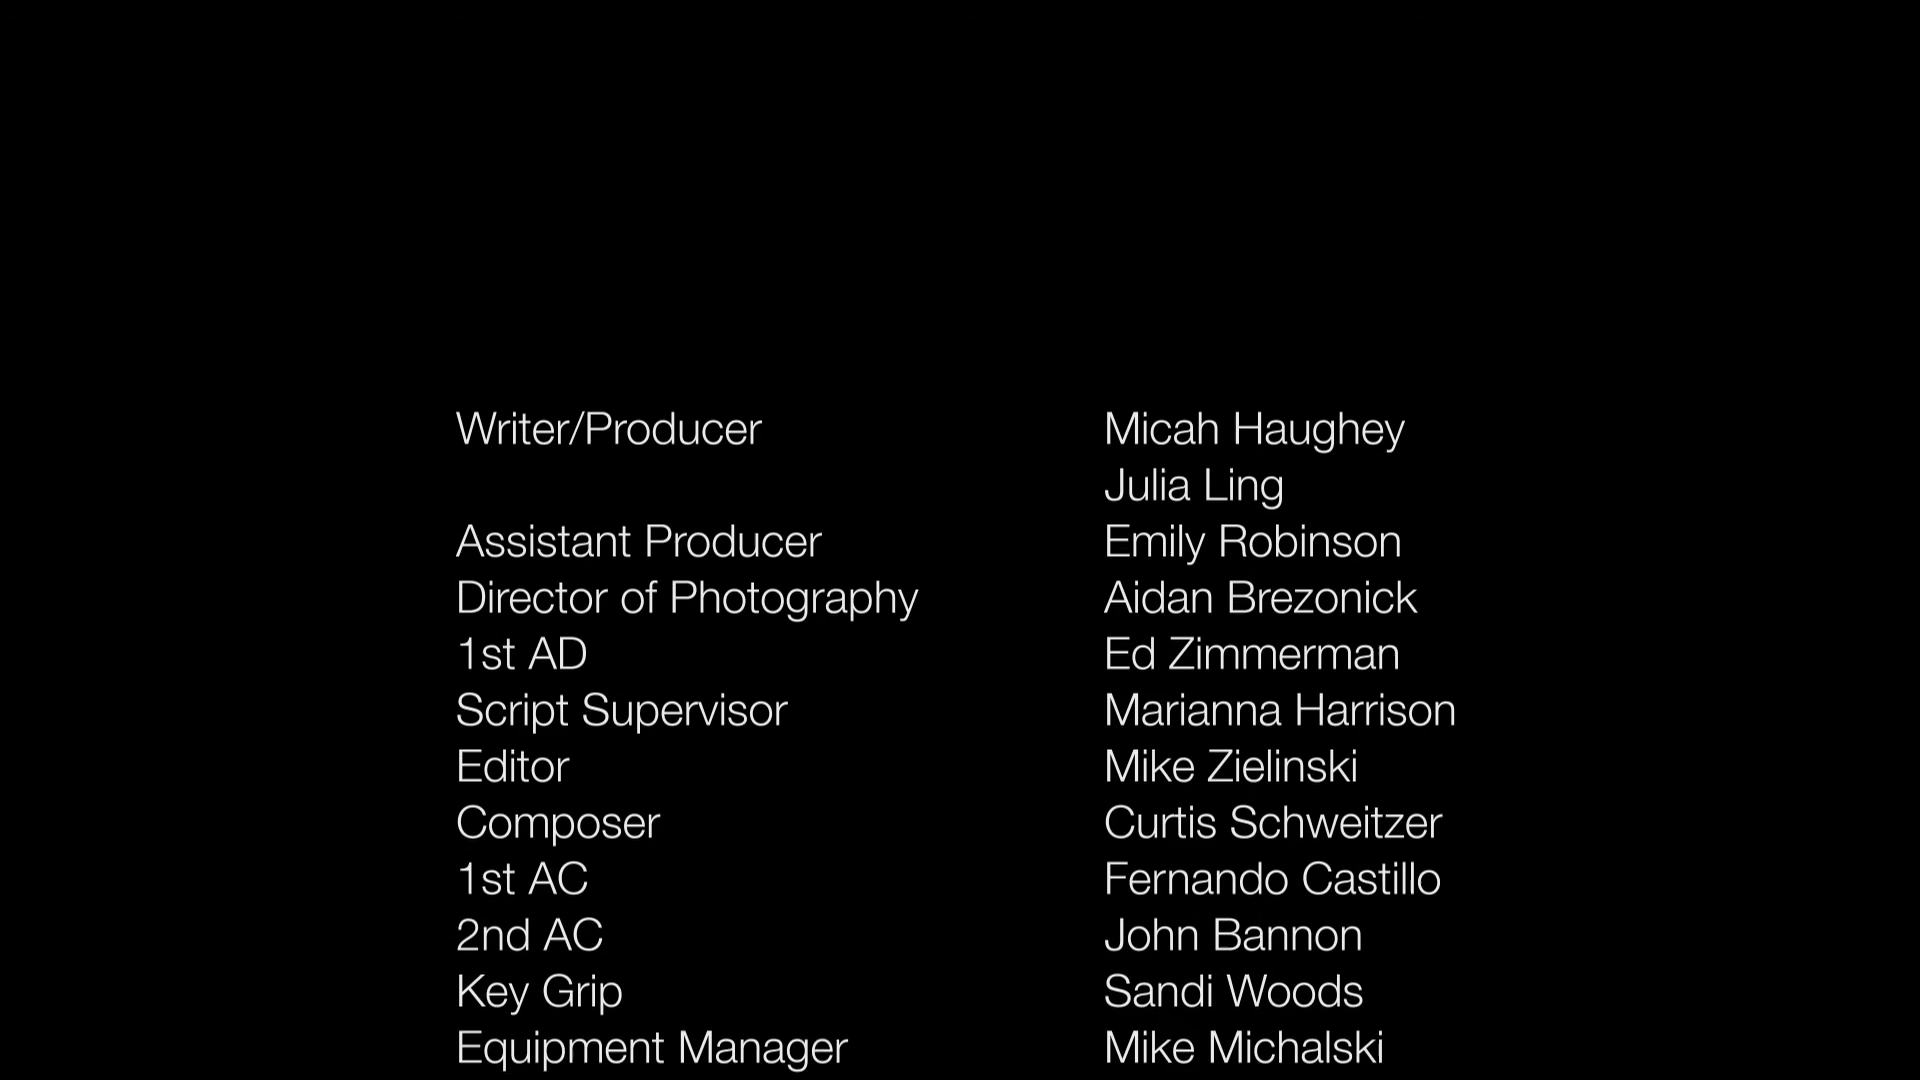 Writer/Producer Micah Haughey
Julia Ling
Assistant Producer Emily Robinson
Director of Photography Aidan Brezonick
1st AD Ed Zimmerman
Script Supervisor Marianna Harrison
Editor Mike Zielinski
Composer Curtis Schweitzer
1st AC Fernando Castillo
2nd AC John Bannon
Key Grip Sandi Woods
Equipment Manager Mike Michalski